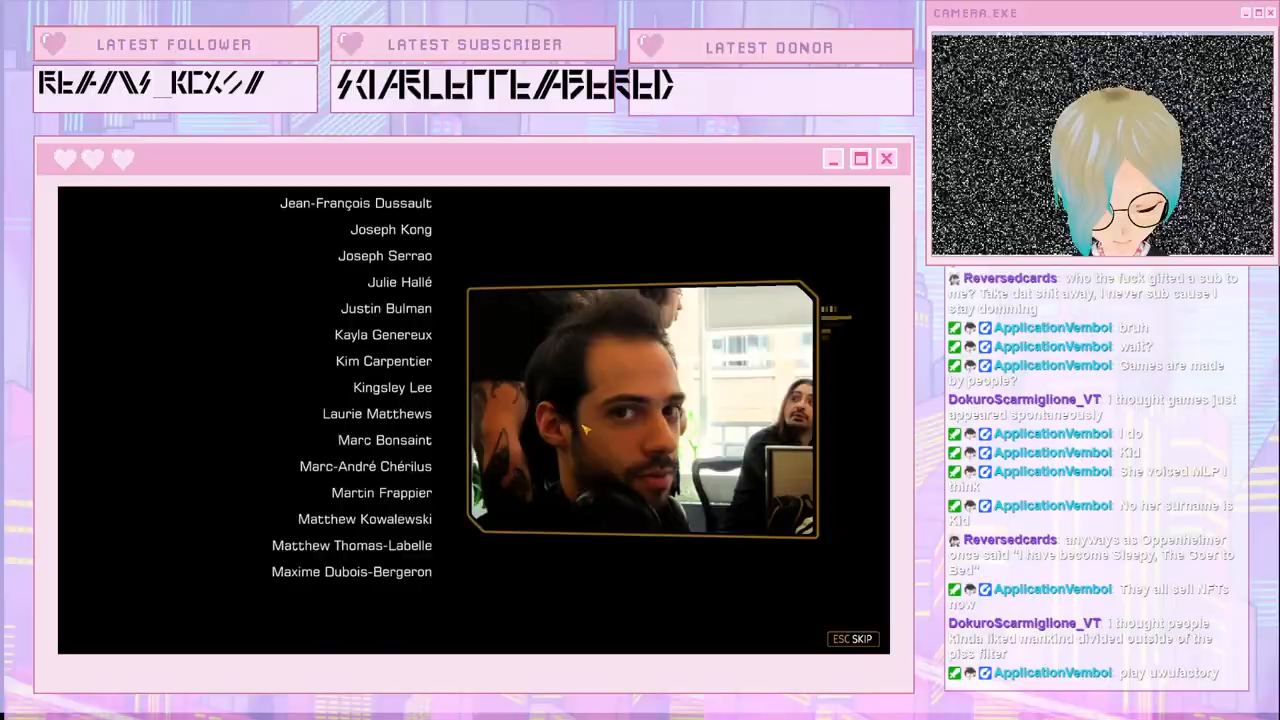 LATEST FOLLOWER
LATEST SUBSCRIBER
LATEST DONOR
CAMERA.EXE
Jean-François Dussault
Joseph Kong
Joseph Serrao
Julie Hallé
Justin Bulman
Kayla Genereux
Kim Carpentier
Kingsley Lee
Laurie Matthews
Marc Bonsaint
Marc-André Chérilus
Martin Frappier
Matthew Kowalewski
Matthew Thomas-Labelle
Maxime Dubois-Bergeron
ESC SKIP
Reversedcards who the fuck gifted a sub to
me? Take dat shit away, I never sub cause I
stay domming
ApplicationVembol bruh
ApplicationVembol wait?
ApplicationVembol Games are made
by people?
DokuroScarmiglione_VT i thought games just
appeared spontaneously
ApplicationVembol I do
ApplicationVembol Kid
ApplicationVembol She voiced MLP I
think
ApplicationVembol No her surname is
Kid
Reversedcards anyways as Oppenheimer
once said "I have become Sleepy, The Goer to
Bed"
ApplicationVembol They all sell NFTs
now
DokuroScarmiglione_VT i thought people
kinda liked mankind divided outside of the
piss filter
ApplicationVembol play uwufactory